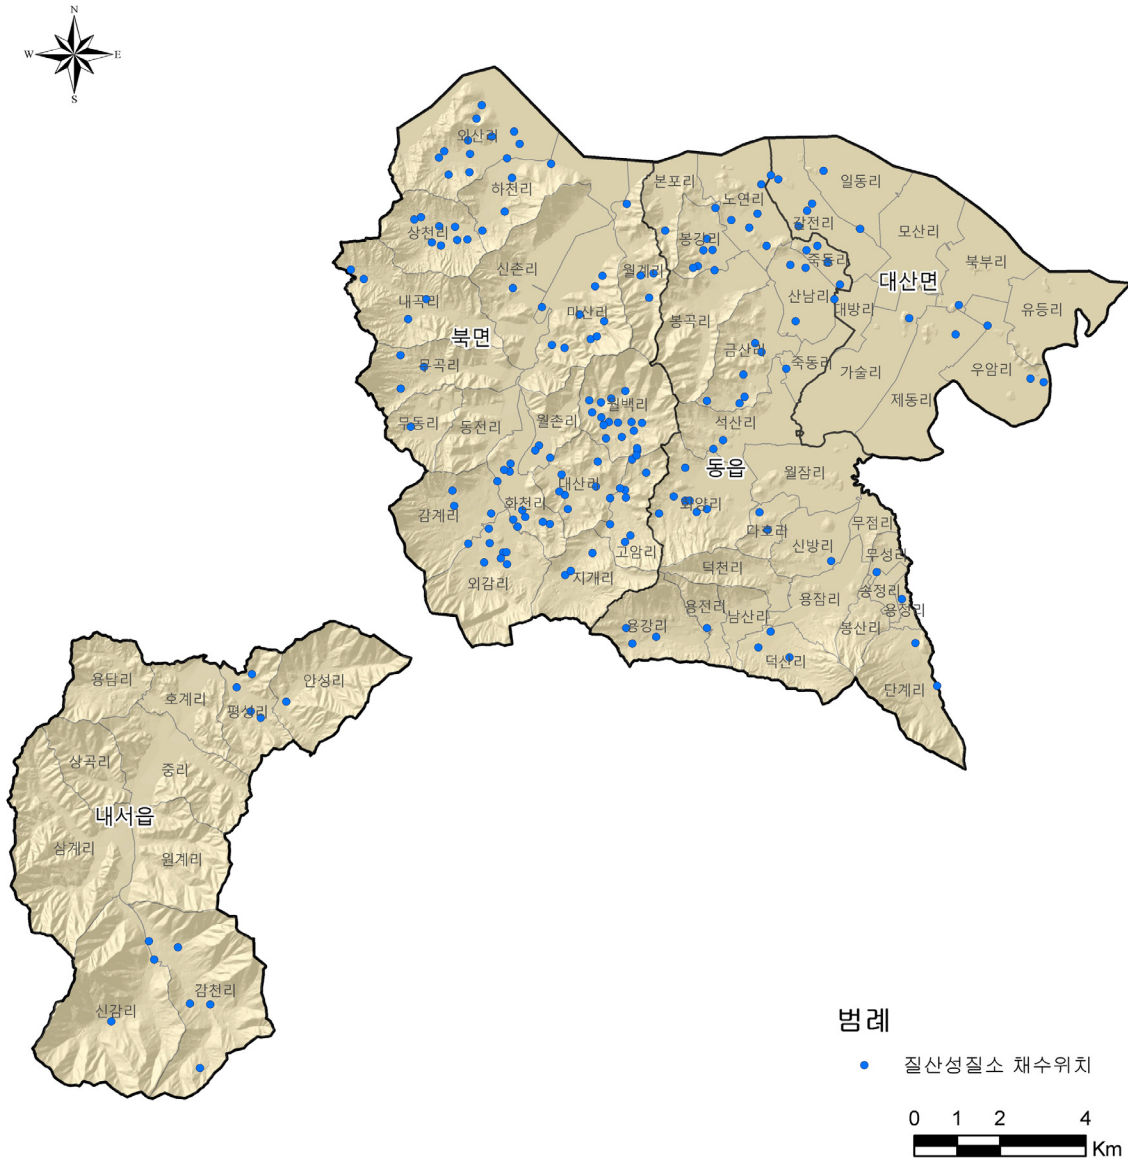 N
W E
S
외산리
하천리
상천리
신촌리
내곡리
북면
마산리
월계리
무곡리
무동리
동전리
월촌리
월백리
대산리
화천리
감계리
외감리
지개리
고암리
본포리
노연리
봉강리
봉곡리
금산리
산남리
죽동리
석산리
동읍
월잠리
화양리
다호리
신방리
무점리
무성리
송정리
용정리
덕천리
용잠리
봉산리
용전리
남산리
용강리
덕산리
단계리
일동리
갈전리
모산리
북부리
죽동리
대산면
유등리
대방리
가술리
우암리
제동리
용담리
호계리
안성리
평성리
상곡리
중리
내서읍
삼계리
원계리
감천리
신감리
범례
질산성질소 채수위치
0 1 2 4
Km